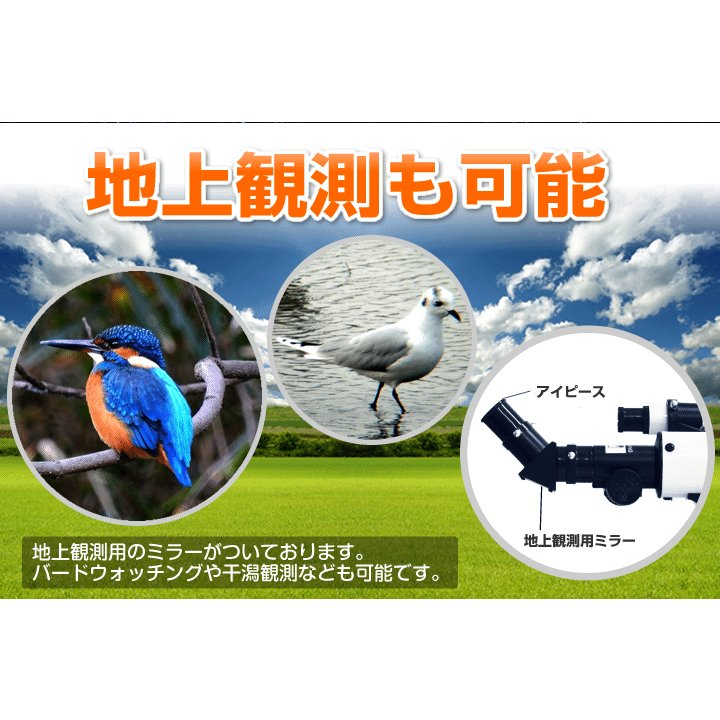 地上観測も可能
アイピース
地上観測用ミラー
地上観測用のミラーがついております。
バードウォッチングや干潟観測なども可能です。